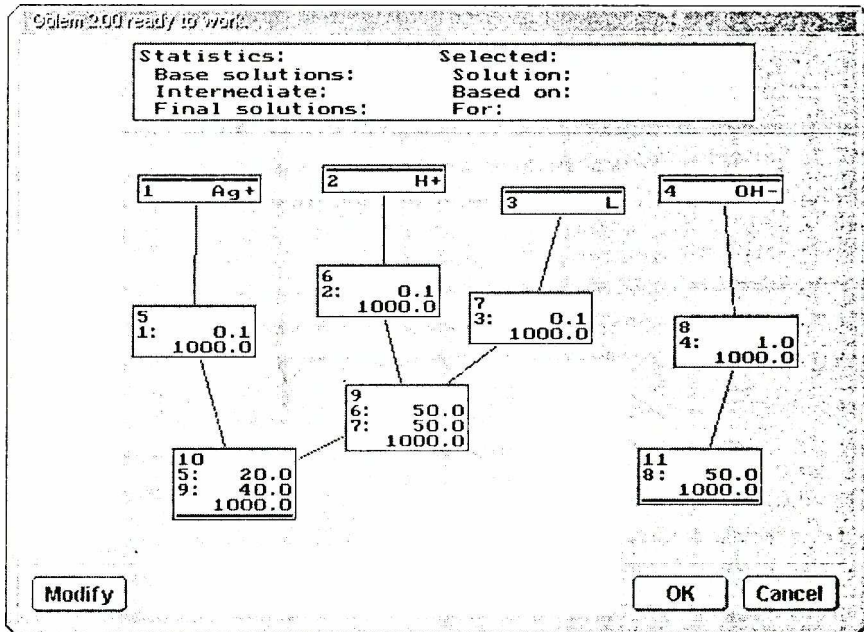 Golem 2.00 ready to work.
Statistics: Selected:
Base solutions: Solution:
Intermediate: Based on:
Final solutions: For:
1 Ag+
2 H+
3 L
4 OH-
5
1: 0.1
1000.0
6
2: 0.1
1000.0
7
3: 0.1
1000.0
8
4: 1.0
1000.0
9
6: 50.0
7: 50.0
1000.0
10
5: 20.0
9: 40.0
1000.0
11
8: 50.0
1000.0
Modify OK Cancel